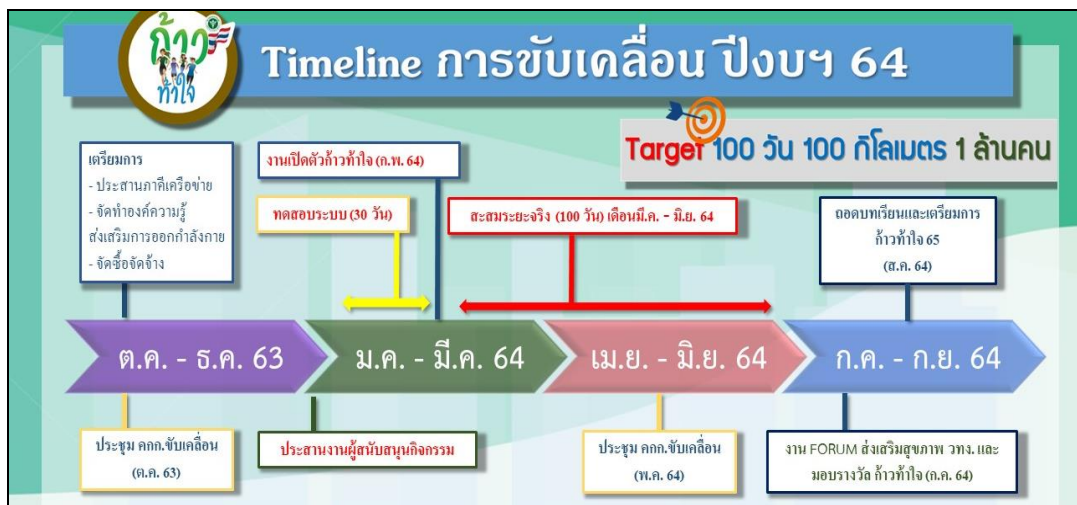 ก้าว
ท้าใจ
Timeline การขับเคลื่อน ปีงบฯ 64
Target 100 วัน 100 กิโลเมตร 1 ล้านคน
เตรียมการ
- ประสานภาคีเครือข่าย
- จัดทำองค์ความรู้
ส่งเสริมการออกกำลังกาย
- จัดซื้อจัดจ้าง
งานเปิดตัวก้าวท้าใจ (ก.พ. 64)
ทดสอบระบบ (30 วัน)
สะสมระยะจริง (100 วัน) เดือนมี.ค. - มิ.ย. 64
ถอดบทเรียนและเตรียมการ
ก้าวท้าใจ 65
(ส.ค. 64)
ต.ค. - ธ.ค. 63
ม.ค. - มี.ค. 64
เม.ย. - มิ.ย. 64
ก.ค. - ก.ย. 64
ประชุม คกก.ขับเคลื่อน
(ต.ค. 63)
ประสานงานผู้สนับสนุนกิจกรรม
ประชุม คกก.ขับเคลื่อน
(พ.ค. 64)
งาน FORUM ส่งเสริมสุขภาพ วทง. และ
มอบรางวัล ก้าวท้าใจ (ก.ค. 64)